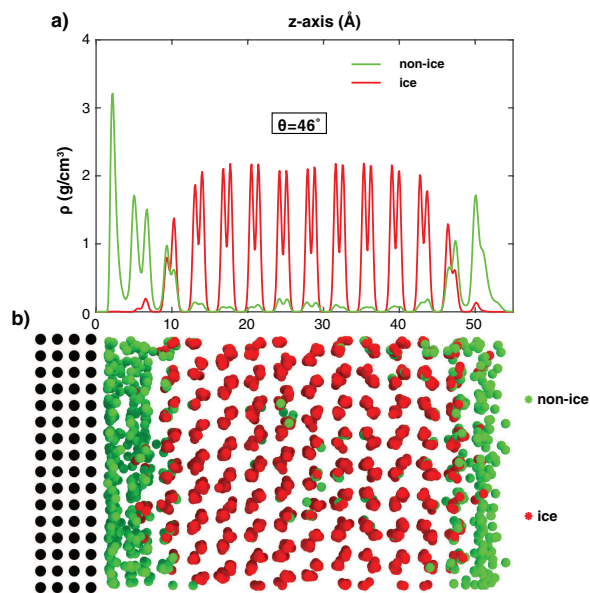 a)
z-axis (Å)
4
3
2
1
0
ρ (g/cm³)
non-ice
ice
θ=46°
0 10 20 30 40 50
b)
non-ice
ice